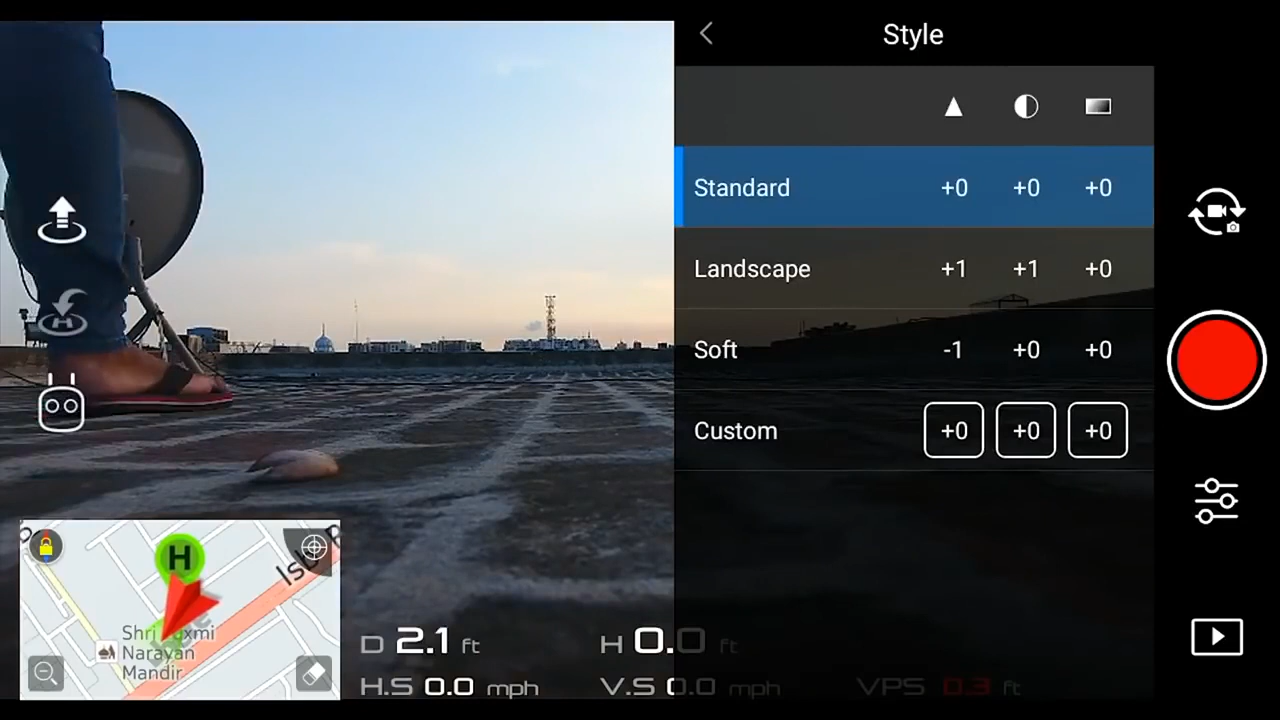 Style
Standard +0 +0 +0
Landscape +1 +1 +0
Soft -1 +0 +0
Custom +0 +0 +0
H
H
Shri
Narayan
Mandir
D 2.1 ft H 0.0 ft
H.S 0.0 mph V.S 0.0 mph VPS 0.3 ft